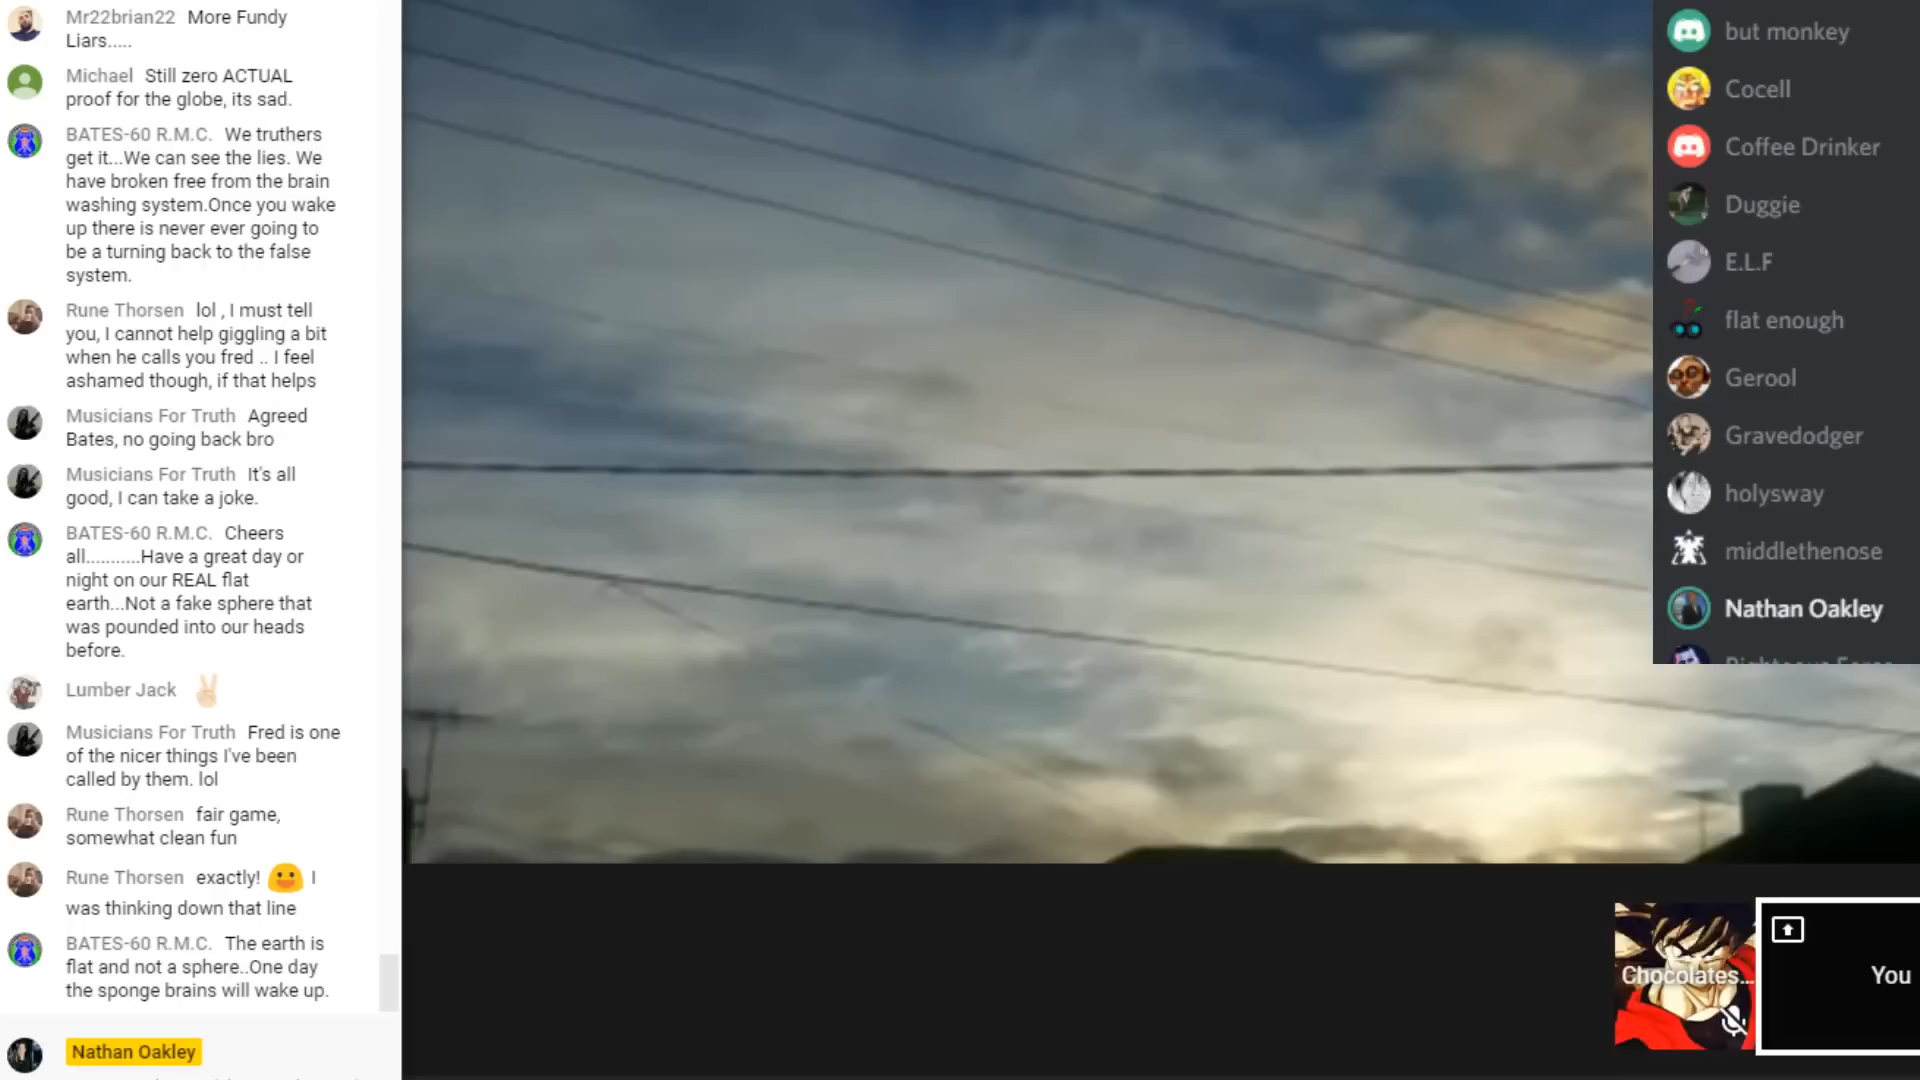 Mr22brian22 More Fundy
Liars.....
Michael Still zero ACTUAL
proof for the globe, its sad.
BATES-60 R.M.C. We truthers
get it...We can see the lies. We
have broken free from the brain
washing system.Once you wake
up there is never ever going to
be a turning back to the false
system.
Rune Thorsen lol , I must tell
you, I cannot help giggling a bit
when he calls you fred .. I feel
ashamed though, if that helps
Musicians For Truth Agreed
Bates, no going back bro
Musicians For Truth It's all
good, I can take a joke.
BATES-60 R.M.C. Cheers
all...........Have a great day or
night on our REAL flat
earth...Not a fake sphere that
was pounded into our heads
before.
Lumber Jack ✌🏻
Musicians For Truth Fred is one
of the nicer things I've been
called by them. lol
Rune Thorsen fair game,
somewhat clean fun
Rune Thorsen exactly! 😃 I
was thinking down that line
BATES-60 R.M.C. The earth is
flat and not a sphere..One day
the sponge brains will wake up.
Nathan Oakley
but monkey
Cocell
Coffee Drinker
Duggie
E.L.F
flat enough
Gerool
Gravedodger
holysway
middlethenose
Nathan Oakley
Chocolates...
You